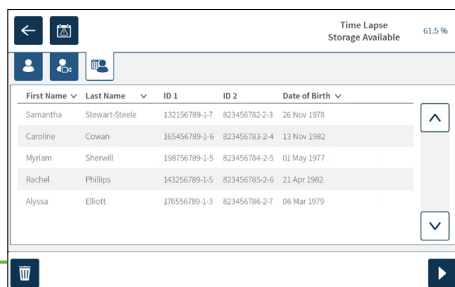 Time Lapse
Storage Available 61.5 %
First Name Last Name ID 1 ID 2 Date of Birth
Samantha Stewart-Steele 132156789-1-7 823456782-2-3 26 Nov 1978
Caroline Cowan 165456789-1-6 823456783-2-4 13 Nov 1982
Myriam Sherwill 198756789-1-5 823456784-2-5 01 May 1977
Rachel Phillips 143256789-1-5 823456785-2-6 21 Apr 1982
Alyssa Elliott 176556789-1-3 823456786-2-7 06 Mar 1979